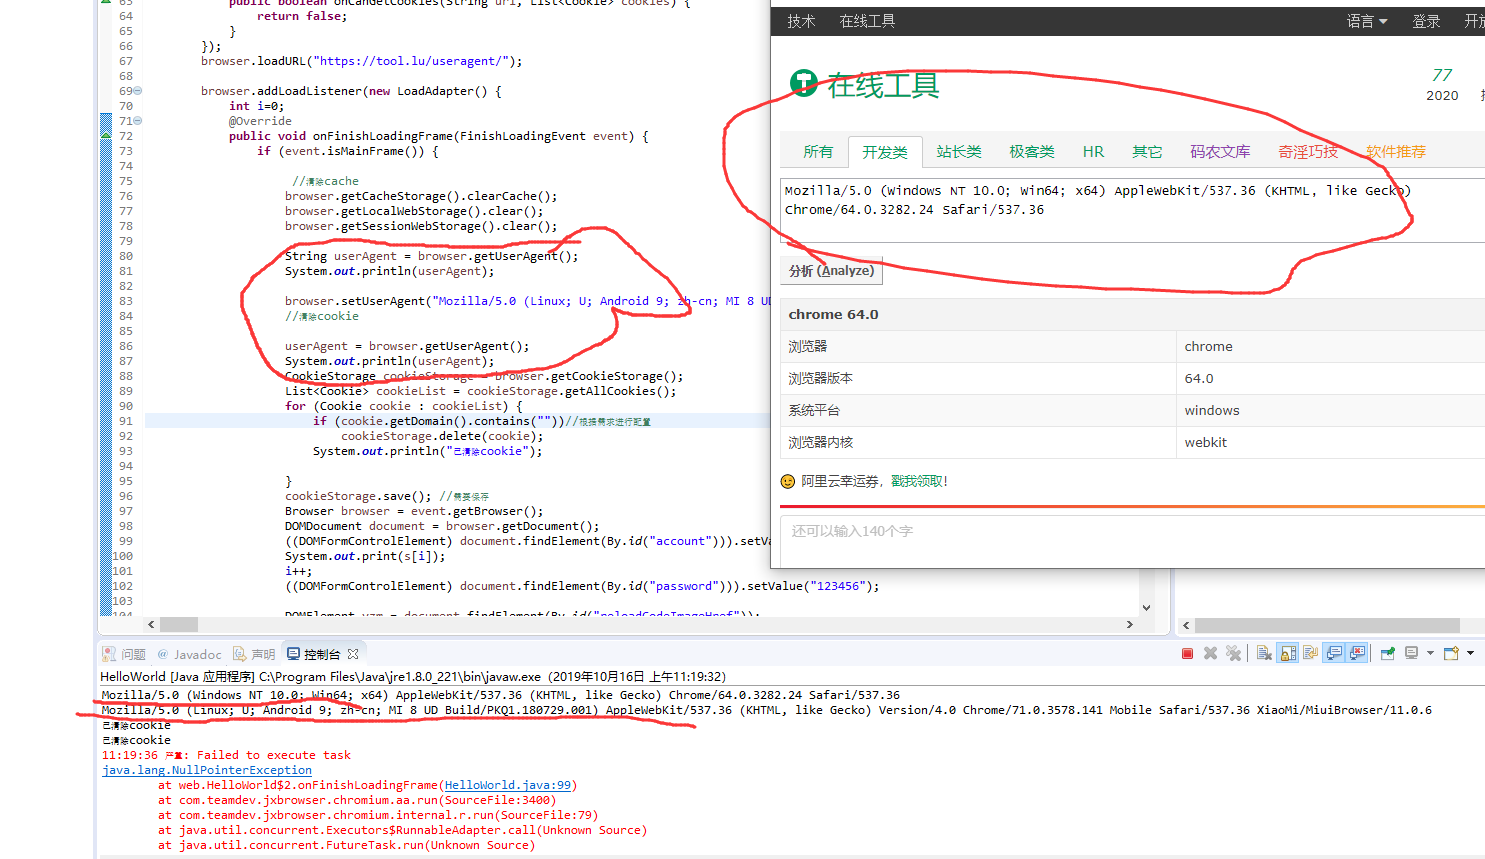 63 public boolean onCanGetCookies(String url, List<Cookie> cookies) {
64 return false;
65 }
66 });
67 browser.loadURL("https://tool.lu/useragent/");
68
69 browser.addLoadListener(new LoadAdapter() {
70 int i=0;
71 @Override
72 public void onFinishLoadingFrame(FinishLoadingEvent event) {
73 if (event.isMainFrame()) {
74
75 //清除cache
76 browser.getCacheStorage().clearCache();
77 browser.getLocalWebStorage().clear();
78 browser.getSessionWebStorage().clear();
79
80 String userAgent = browser.getUserAgent();
81 System.out.println(userAgent);
82
83 browser.setUserAgent("Mozilla/5.0 (Linux; U; Android 9; zh-cn; MI 8 UD
84 //清除cookie
85
86 userAgent = browser.getUserAgent();
87 System.out.println(userAgent);
88 CookieStorage cookieStorage = browser.getCookieStorage();
89 List<Cookie> cookieList = cookieStorage.getAllCookies();
90 for (Cookie cookie : cookieList) {
91 if (cookie.getDomain().contains(""))//根据需求进行配置
92 cookieStorage.delete(cookie);
93 System.out.println("已清除cookie");
94
95 }
96 cookieStorage.save(); //需要保存
97 Browser browser = event.getBrowser();
98 DOMDocument document = browser.getDocument();
99 ((DOMFormControlElement) document.findElement(By.id("account"))).setVa
100 System.out.print(s[i]);
101 i++;
102 ((DOMFormControlElement) document.findElement(By.id("password"))).setValue("123456");
103
104 DOMElement yzm = document.findElement(By.id("reloadCodeImageHref"));
技术 在线工具 语言 登录 开放
在线工具
77
2020
所有 开发类 站长类 极客类 HR 其它 码农文库 奇淫巧技 软件推荐
Mozilla/5.0 (Windows NT 10.0; Win64; x64) AppleWebKit/537.36 (KHTML, like Gecko)
Chrome/64.0.3282.24 Safari/537.36
分析 (Analyze)
chrome 64.0
浏览器 chrome
浏览器版本 64.0
系统平台 windows
浏览器内核 webkit
阿里云幸运券，戳我领取!
还可以输入140个字
问题 @ Javadoc 声明 控制台
HelloWorld [Java 应用程序] C:\Program Files\Java\jre1.8.0_221\bin\javaw.exe（2019年10月16日 上午11:19:32）
Mozilla/5.0 (Windows NT 10.0; Win64; x64) AppleWebKit/537.36 (KHTML, like Gecko) Chrome/64.0.3282.24 Safari/537.36
Mozilla/5.0 (Linux; U; Android 9; zh-cn; MI 8 UD Build/PKQ1.180729.001) AppleWebKit/537.36 (KHTML, like Gecko) Version/4.0 Chrome/71.0.3578.141 Mobile Safari/537.36 XiaoMi/MiuiBrowser/11.0.6
已清除cookie
已清除cookie
11:19:36 严重: Failed to execute task
java.lang.NullPointerException
at web.HelloWorld$2.onFinishLoadingFrame(HelloWorld.java:99)
at com.teamdev.jxbrowser.chromium.aa.run(SourceFile:3400)
at com.teamdev.jxbrowser.chromium.internal.r.run(SourceFile:79)
at java.util.concurrent.Executors$RunnableAdapter.call(Unknown Source)
at java.util.concurrent.FutureTask.run(Unknown Source)